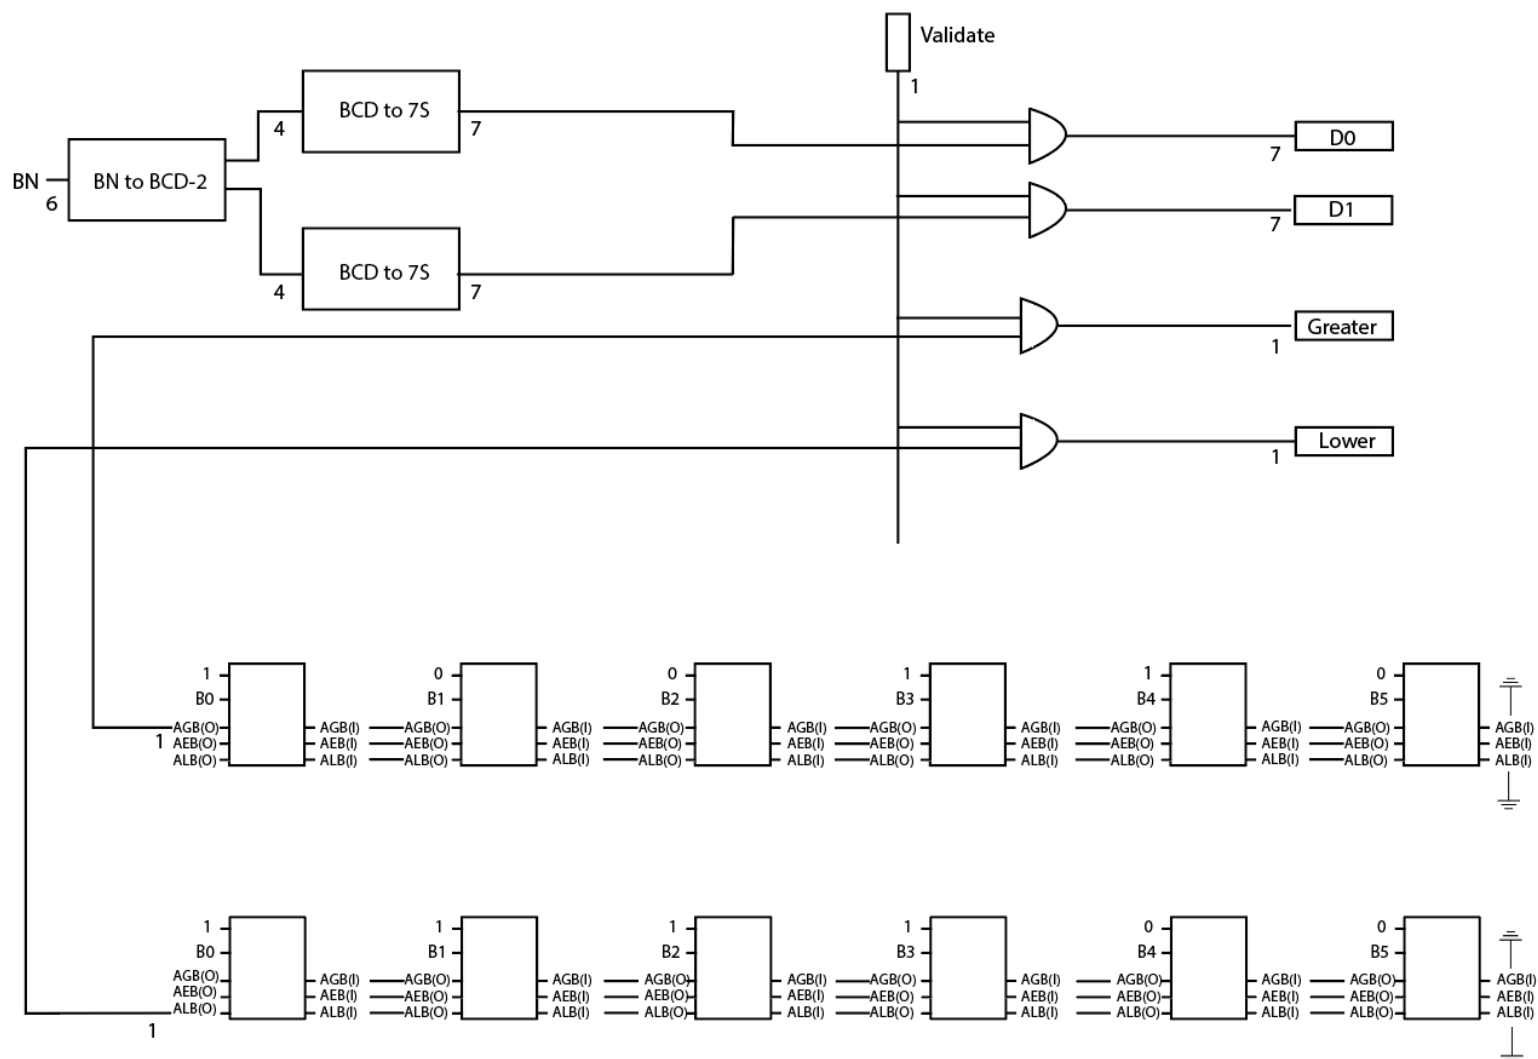 Validate
1
BCD to 7S
4
7
BN
6
BN to BCD-2
BCD to 7S
4
7
7
D0
7
D1
Greater
1
Lower
1
1 0 0 1 1 0
B0 B1 B2 B3 B4 B5
AGB(O) AGB(I) AGB(O) AGB(I) AGB(O) AGB(I) AGB(O) AGB(I) AGB(O) AGB(I) AGB(O) AGB(I)
1 AEB(O) AEB(I) AEB(O) AEB(I) AEB(O) AEB(I) AEB(O) AEB(I) AEB(O) AEB(I) AEB(O) AEB(I)
ALB(O) ALB(I) ALB(O) ALB(I) ALB(O) ALB(I) ALB(O) ALB(I) ALB(O) ALB(I) ALB(O) ALB(I)
1 1 1 1 0 0
B0 B1 B2 B3 B4 B5
AGB(O) AGB(I) AGB(O) AGB(I) AGB(O) AGB(I) AGB(O) AGB(I) AGB(O) AGB(I) AGB(O) AGB(I)
AEB(O) AEB(I) AEB(O) AEB(I) AEB(O) AEB(I) AEB(O) AEB(I) AEB(O) AEB(I) AEB(O) AEB(I)
ALB(O) ALB(I) ALB(O) ALB(I) ALB(O) ALB(I) ALB(O) ALB(I) ALB(O) ALB(I) ALB(O) ALB(I)
1